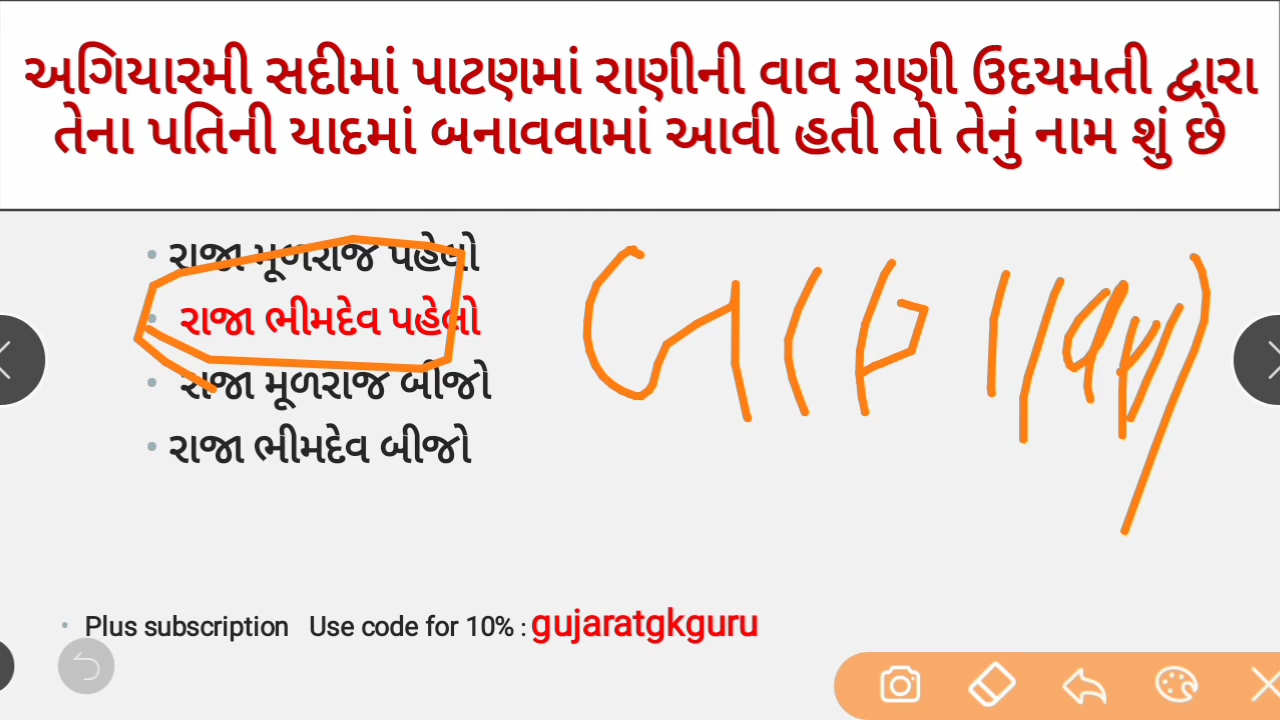 અગિયારમી સદીમાં પાટણમાં રાણીની વાવ રાણી ઉદયમતી દ્વારા
તેના પતિની યાદમાં બનાવવામાં આવી હતી તો તેનું નામ શું છે
રાજા મૂળરાજ પહેલો
રાજા ભીમદેવ પહેલો
રાજા મૂળરાજ બીજો
રાજા ભીમદેવ બીજો
Plus subscription Use code for 10% : gujaratgkguru